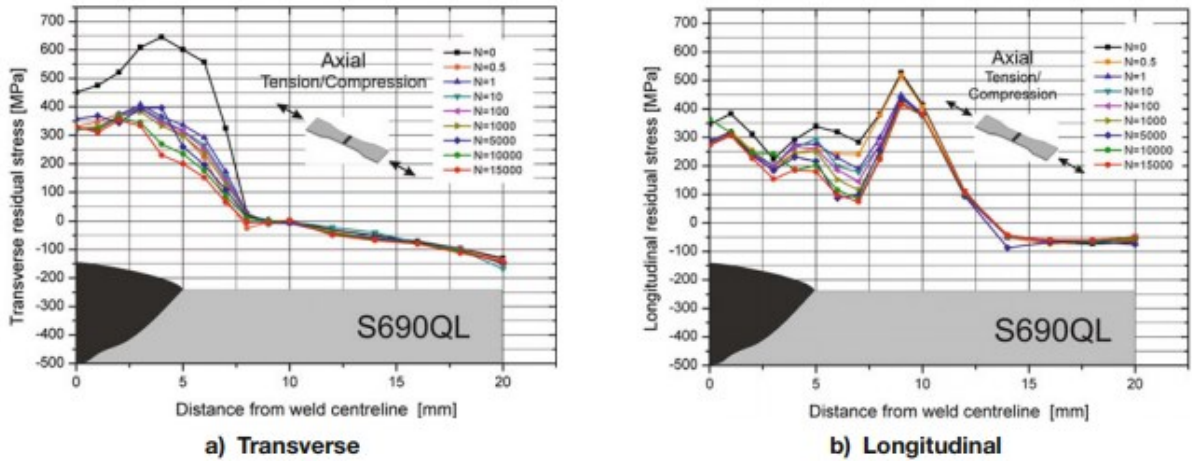 700
600
500
400
300
200
100
0
-100
-200
-300
-400
-500
Transverse residual stress [MPa]
Axial
Tension/Compression
N=0
N=0.5
N=1
N=10
N=100
N=1000
N=5000
N=10000
N=15000
S690QL
0 5 10 15 20
Distance from weld centreline [mm]
a) Transverse
700
600
500
400
300
200
100
0
-100
-200
-300
-400
-500
Longitudinal residual stress [MPa]
Axial
Tension/
Compression
N=0
N=0.5
N=1
N=10
N=100
N=1000
N=5000
N=10000
N=15000
S690QL
0 5 10 15 20
Distance from weld centreline [mm]
b) Longitudinal